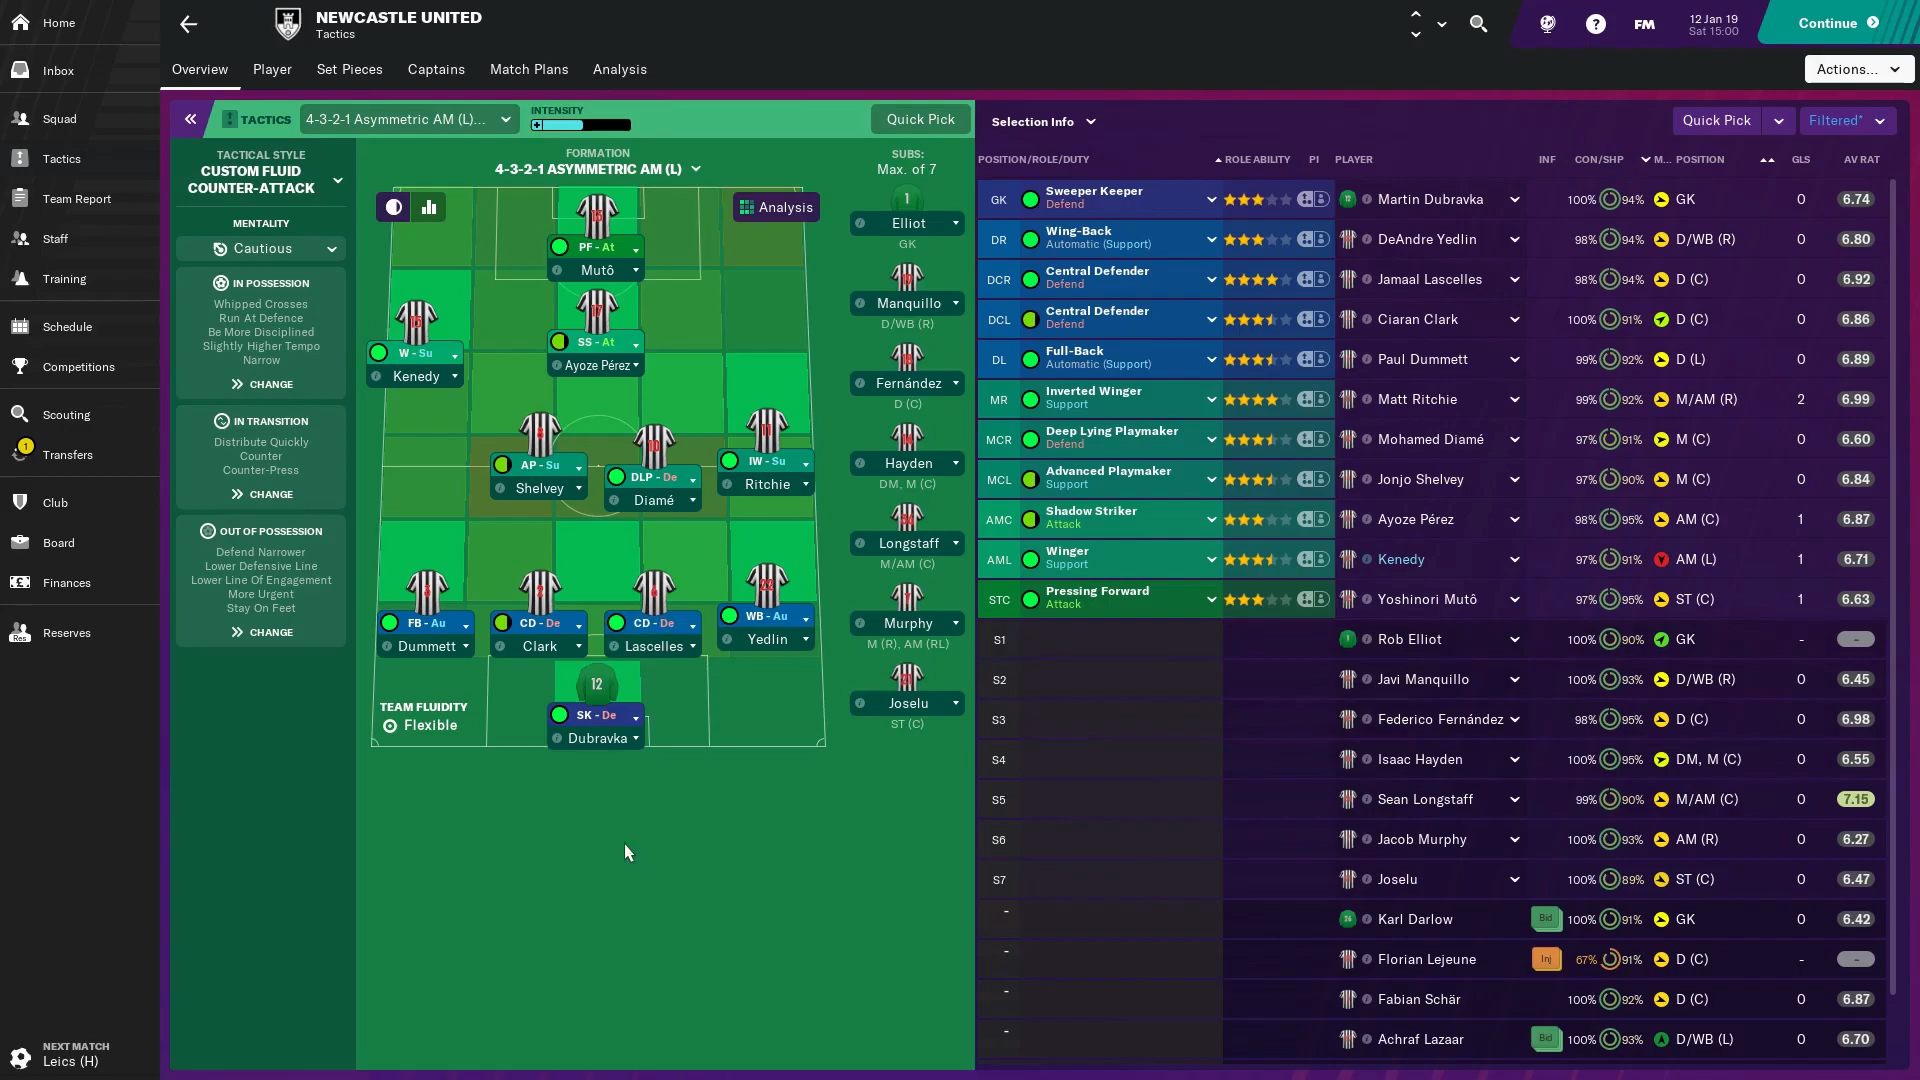 Home
Inbox
Squad
Tactics
Team Report
Staff
Training
Schedule
Competitions
Scouting
1
Transfers
Club
Board
Finances
Res
Reserves
NEXT MATCH
Leics (H)
NEWCASTLE UNITED
Tactics
?
FM
12 Jan 19
Sat 15:00
Continue
Overview Player Set Pieces Captains Match Plans Analysis
Actions...
TACTICS
4-3-2-1 Asymmetric AM (L)...
INTENSITY
Quick Pick
TACTICAL STYLE
CUSTOM FLUID
COUNTER-ATTACK
MENTALITY
Cautious
IN POSSESSION
Whipped Crosses
Run At Defence
Be More Disciplined
Slightly Higher Tempo
Narrow
CHANGE
IN TRANSITION
Distribute Quickly
Counter
Counter-Press
CHANGE
OUT OF POSSESSION
Defend Narrower
Lower Defensive Line
Lower Line Of Engagement
More Urgent
Stay On Feet
CHANGE
FORMATION
4-3-2-1 ASYMMETRIC AM (L)
Analysis
13
PF - At
Mutō
15
W - Su
Kenedy
17
SS - At
Ayoze Pérez
8
AP - Su
Shelvey
10
DLP - De
Diamé
11
IW - Su
Ritchie
3
FB - Au
Dummett
2
CD - De
Clark
6
CD - De
Lascelles
22
WB - Au
Yedlin
12
SK - De
Dubravka
TEAM FLUIDITY
Flexible
SUBS:
Max. of 7
1
Elliot
GK
Manquillo
D/WB (R)
Fernández
D (C)
Hayden
DM, M (C)
Longstaff
M/AM (C)
Murphy
M (R), AM (RL)
Joselu
ST (C)
Selection Info
Quick Pick
Filtered*
POSITION/ROLE/DUTY ROLE ABILITY PI PLAYER INF CON/SHP M... POSITION GLS AV RAT
GK Sweeper Keeper Defend Martin Dubravka 100% 94% GK 0 6.74
DR Wing-Back Automatic (Support) DeAndre Yedlin 98% 94% D/WB (R) 0 6.80
DCR Central Defender Defend Jamaal Lascelles 98% 94% D (C) 0 6.92
DCL Central Defender Defend Ciaran Clark 100% 91% D (C) 0 6.86
DL Full-Back Automatic (Support) Paul Dummett 99% 92% D (L) 0 6.89
MR Inverted Winger Support Matt Ritchie 99% 92% M/AM (R) 2 6.99
MCR Deep Lying Playmaker Defend Mohamed Diamé 97% 91% M (C) 0 6.60
MCL Advanced Playmaker Support Jonjo Shelvey 97% 90% M (C) 0 6.84
AMC Shadow Striker Attack Ayoze Pérez 98% 95% AM (C) 1 6.87
AML Winger Support Kenedy 97% 91% AM (L) 1 6.71
STC Pressing Forward Attack Yoshinori Mutō 97% 95% ST (C) 1 6.63
S1 Rob Elliot 100% 90% GK - -
S2 Javi Manquillo 100% 93% D/WB (R) 0 6.45
S3 Federico Fernández 98% 95% D (C) 0 6.98
S4 Isaac Hayden 100% 95% DM, M (C) 0 6.55
S5 Sean Longstaff 99% 90% M/AM (C) 0 7.15
S6 Jacob Murphy 100% 93% AM (R) 0 6.27
S7 Joselu 100% 89% ST (C) 0 6.47
- Karl Darlow Bid 100% 91% GK 0 6.42
- Florian Lejeune Inj 67% 91% D (C) - -
- Fabian Schär 100% 92% D (C) 0 6.87
- Achraf Lazaar Bid 100% 93% D/WB (L) 0 6.70